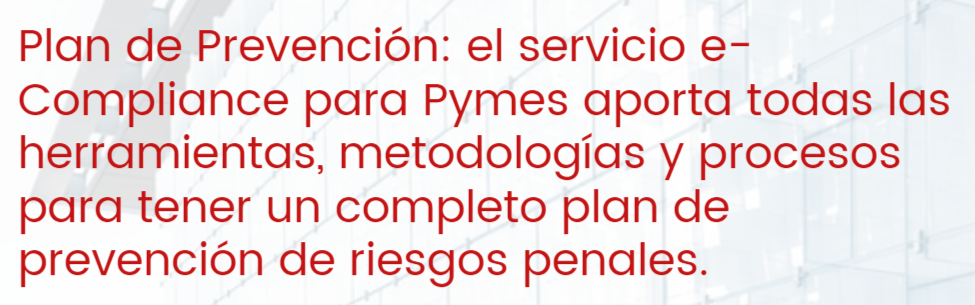 Plan de Prevención: el servicio e-
Compliance para Pymes aporta todas las
herramientas, metodologías y procesos
para tener un completo plan de
prevención de riesgos penales.